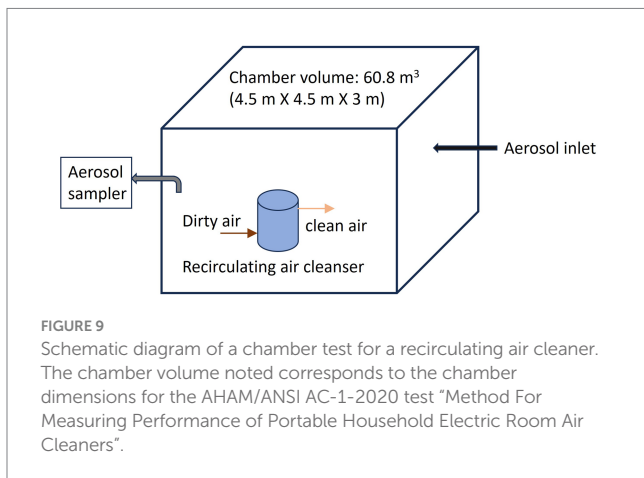 Chamber volume: 60.8 m³
(4.5 m X 4.5 m X 3 m)
Aerosol inlet
Aerosol
sampler
Dirty air
clean air
Recirculating air cleanser
FIGURE 9
Schematic diagram of a chamber test for a recirculating air cleaner.
The chamber volume noted corresponds to the chamber
dimensions for the AHAM/ANSI AC-1-2020 test “Method For
Measuring Performance of Portable Household Electric Room Air
Cleaners”.